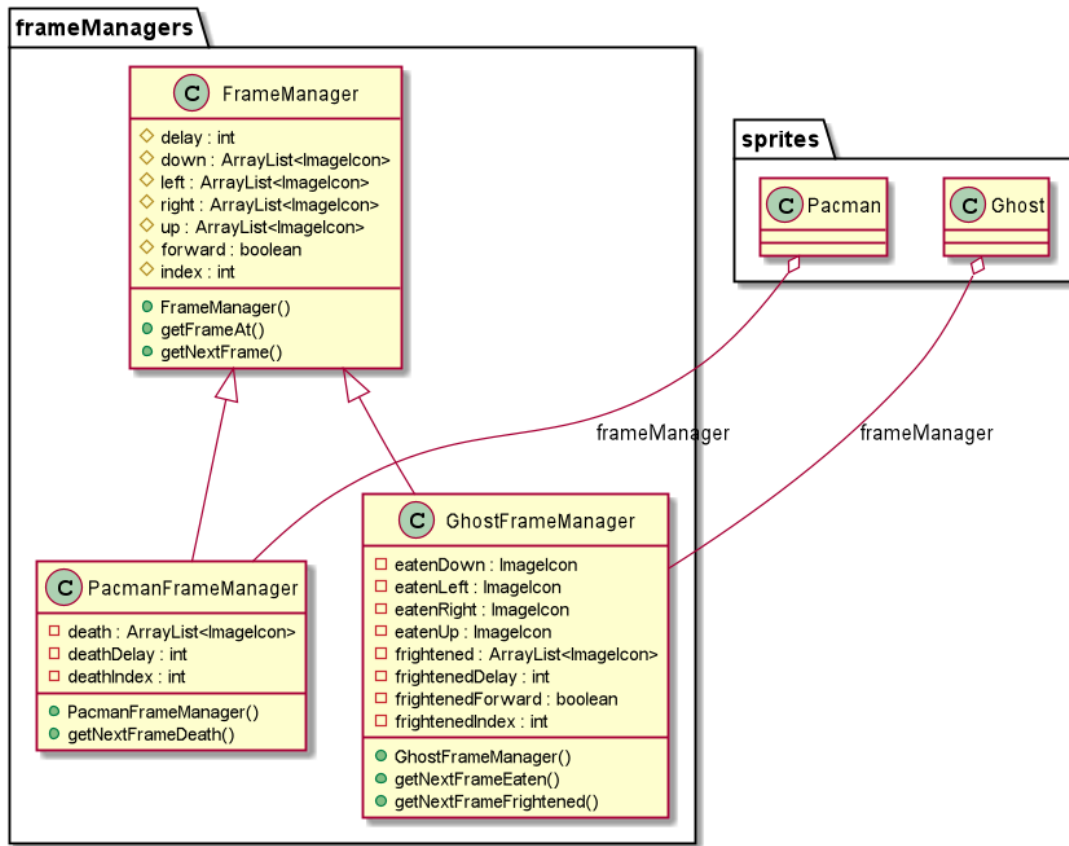 frameManagers
C FrameManager
delay : int
down : ArrayList<ImageIcon>
left : ArrayList<ImageIcon>
right : ArrayList<ImageIcon>
up : ArrayList<ImageIcon>
forward : boolean
index : int
FrameManager()
getFrameAt()
getNextFrame()
sprites
C Pacman
C Ghost
frameManager
frameManager
C PacmanFrameManager
death : ArrayList<ImageIcon>
deathDelay : int
deathIndex : int
PacmanFrameManager()
getNextFrameDeath()
C GhostFrameManager
eatenDown : ImageIcon
eatenLeft : ImageIcon
eatenRight : ImageIcon
eatenUp : ImageIcon
frightened : ArrayList<ImageIcon>
frightenedDelay : int
frightenedForward : boolean
frightenedIndex : int
GhostFrameManager()
getNextFrameEaten()
getNextFrameFrightened()